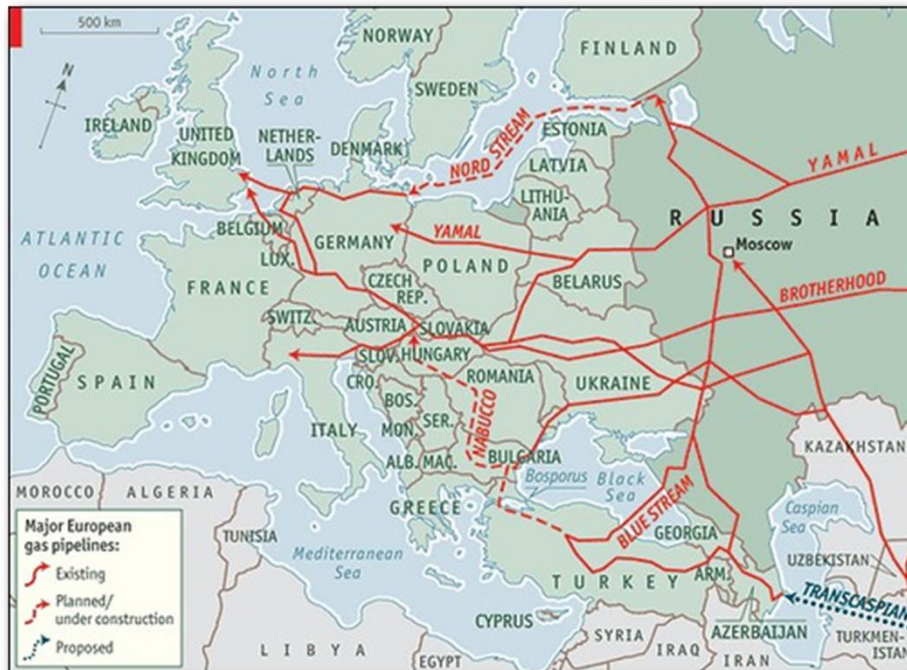 500 km
N
NORWAY
FINLAND
SWEDEN
North
Sea
IRELAND
UNITED
KINGDOM
NETHER-
LANDS
DENMARK
NORD STREAM
ESTONIA
LATVIA
LITHU-
ANIA
YAMAL
RUSSIA
Moscow
ATLANTIC
OCEAN
BELGIUM
LUX.
GERMANY
YAMAL
POLAND
BELARUS
BROTHERHOOD
FRANCE
CZECH
REP.
SWITZ.
AUSTRIA
SLOVAKIA
SLOV.
HUNGARY
ROMANIA
UKRAINE
PORTUGAL
SPAIN
CRO.
BOS.
MON.
SER.
ITALY
NABUCCO
BULGARIA
ALB.
MAC.
Bosporus
Black
Sea
KAZAKHSTAN
GREECE
BLUE STREAM
GEORGIA
Caspian
Sea
MOROCCO
ALGERIA
TUNISIA
Mediterranean
Sea
TURKEY
ARM.
UZBEKISTAN
TRANSCASPIAN
CYPRUS
AZERBAIJAN
TURKMEN-
ISTAN
LIBYA
EGYPT
SYRIA
IRAQ
IRAN
Major European
gas pipelines:
Existing
Planned/
under construction
Proposed